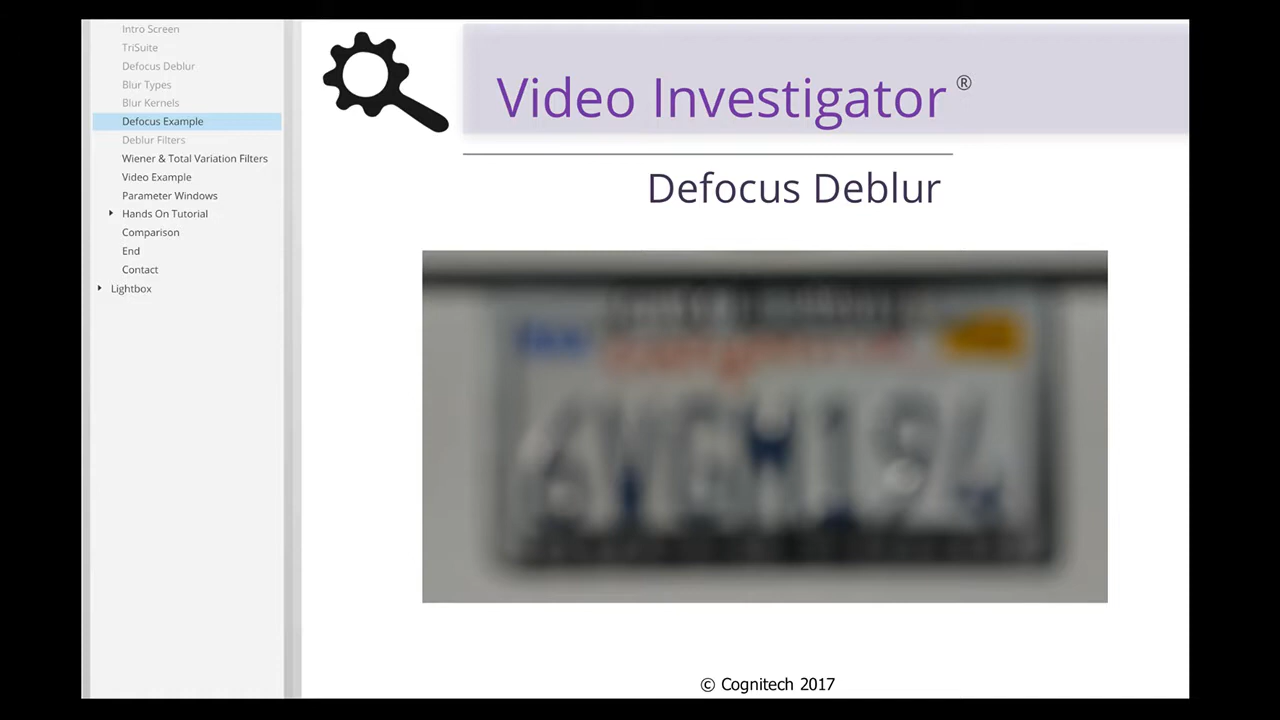 Intro Screen
TriSuite
Defocus Deblur
Blur Types
Blur Kernels
Defocus Example
Deblur Filters
Wiener & Total Variation Filters
Video Example
Parameter Windows
Hands On Tutorial
Comparison
End
Contact
Lightbox
Video Investigator ®
Defocus Deblur
6VGM194
© Cognitech 2017